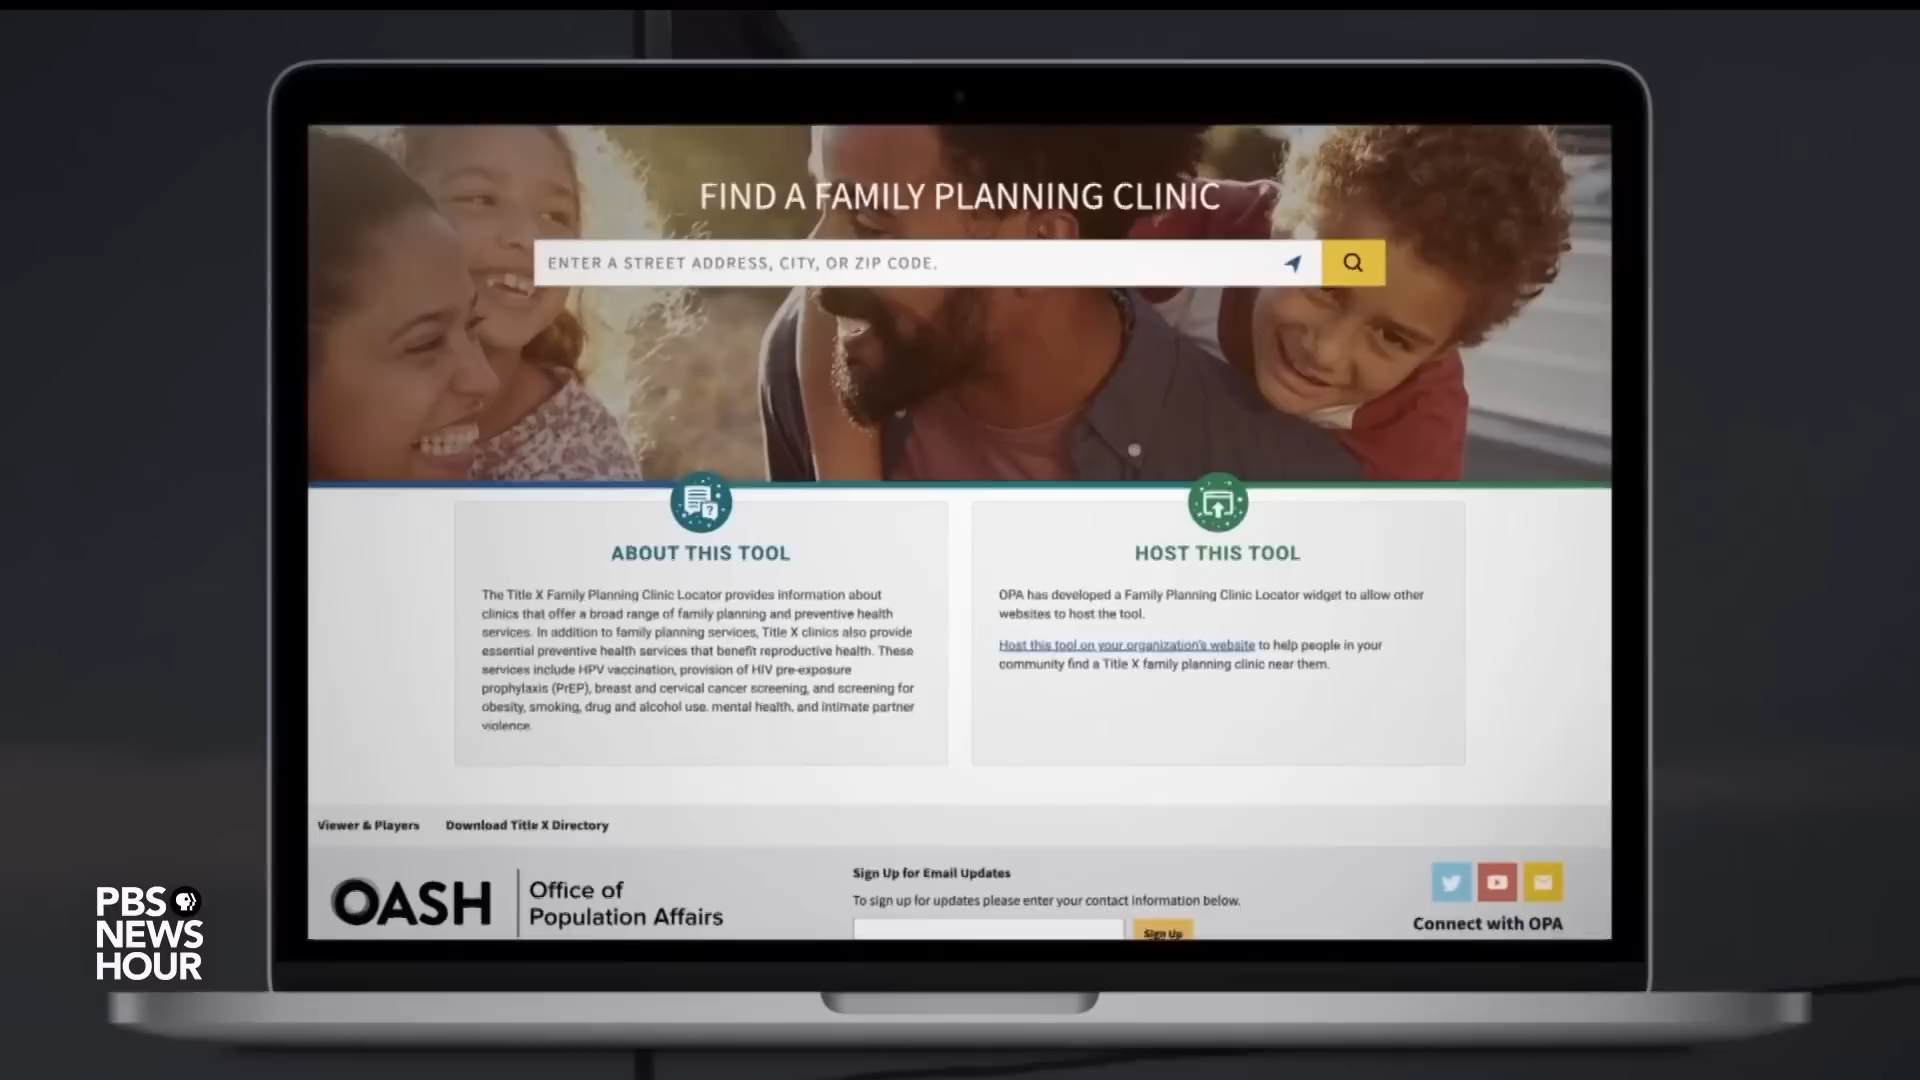 FIND A FAMILY PLANNING CLINIC
ENTER A STREET ADDRESS, CITY, OR ZIP CODE.
ABOUT THIS TOOL
The Title X Family Planning Clinic Locator provides information about
clinics that offer a broad range of family planning and preventive health
services. In addition to family planning services, Title X clinics also provide
essential preventive health services that benefit reproductive health. These
services include HPV vaccination, provision of HIV pre-exposure
prophylaxis (PrEP), breast and cervical cancer screening, and screening for
obesity, smoking, drug and alcohol use, mental health, and intimate partner
violence.
HOST THIS TOOL
OPA has developed a Family Planning Clinic Locator widget to allow other
websites to host the tool.
Host this tool on your organization's website to help people in your
community find a Title X family planning clinic near them.
Viewer & Players Download Title X Directory
OASH
Office of
Population Affairs
Sign Up for Email Updates
To sign up for updates please enter your contact information below.
Sign Up
Connect with OPA
PBS
NEWS
HOUR